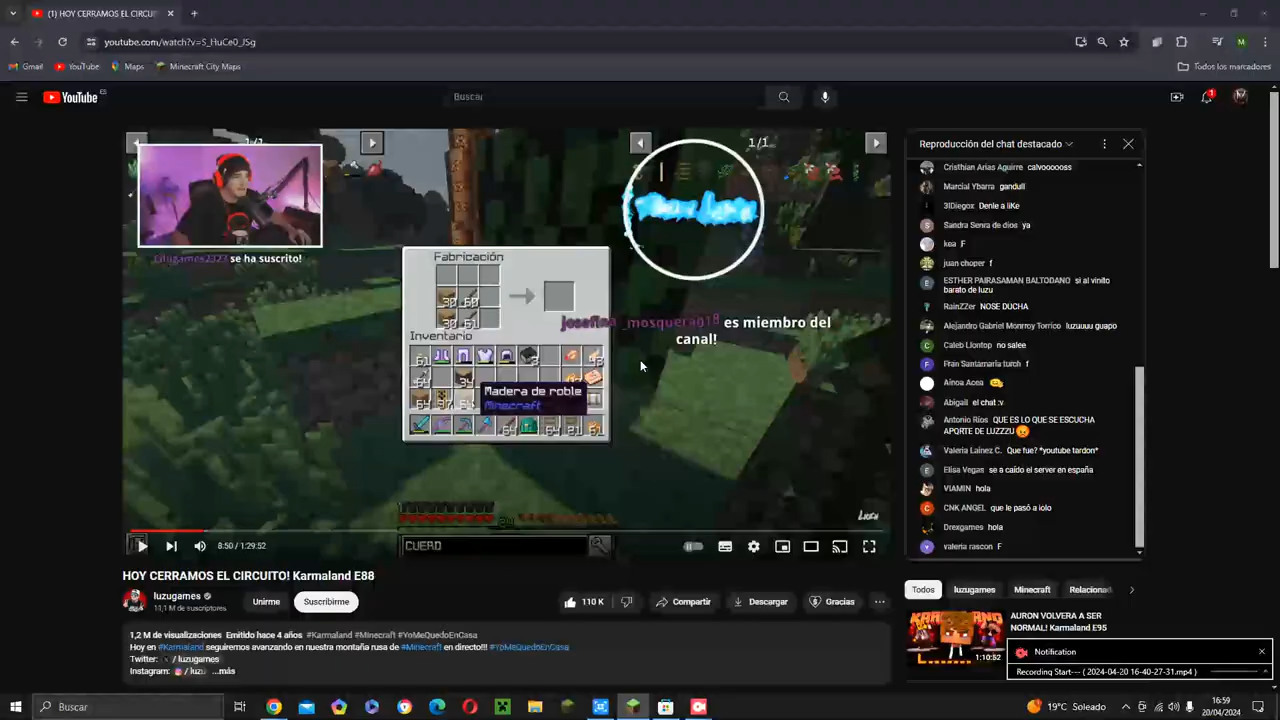 (1) HOY CERRAMOS EL CIRCUI
youtube.com/watch?v=S_HuCe0_JSg
Gmail
YouTube
Maps
Minecraft City Maps
Todos los marcadores
YouTube ES
Buscar
1
1/1
1/1
se ha suscrito!
Fabricación
30 60
30 61
Inventario
Madera de roble
Minecraft
josefina_mosquera018 es miembro del
canal!
CUERO
8:50 / 1:29:52
Reproducción del chat destacado
Cristhian Arias Aguirre calvoooooss
Marcial Ybarra gandull
31Diegox Denle a liKe
Sandra Senra de dios ya
kea F
juan choper f
ESTHER PAIRASAMAN BALTODANO si al vinito
barato de luzu
RainZZer NOSE DUCHA
Alejandro Gabriel Monrroy Torrico luzuuuu guapo
Caleb Llontop no salee
Fran Santamaria turch f
Ainoa Acea
Abigail el chat :v
Antonio Ríos QUE ES LO QUE SE ESCUCHA
APORTE DE LUZZZU
Valeria Lainez C. Que fue? *youtube tardon*
Elisa Vegas se a caído el server en españa
VIAMIN hola
CNK ANGEL que le pasó a lolo
Drexgames hola
valeria rascon F
HOY CERRAMOS EL CIRCUITO! Karmaland E88
luzugames
11,1 M de suscriptores
Unirme
Suscribirme
110 K
Compartir
Descargar
Gracias
1,2 M de visualizaciones Emitido hace 4 años #Karmaland #Minecraft #YoMeQuedoEnCasa
Hoy en #Karmaland seguiremos avanzando en nuestra montaña rusa de #Minecraft en directo!!! #YoMeQuedoEnCasa
Twitter: / luzugames
Instagram: / luzu ...más
Todos
luzugames
Minecraft
Relacionad
AURON VOLVERA A SER
NORMAL! Karmaland E95
1:10:52
Notification
Recording Start--- ( 2024-04-20 16-40-27-31.mp4 )
Buscar
19°C Soleado
16:59
20/04/2024